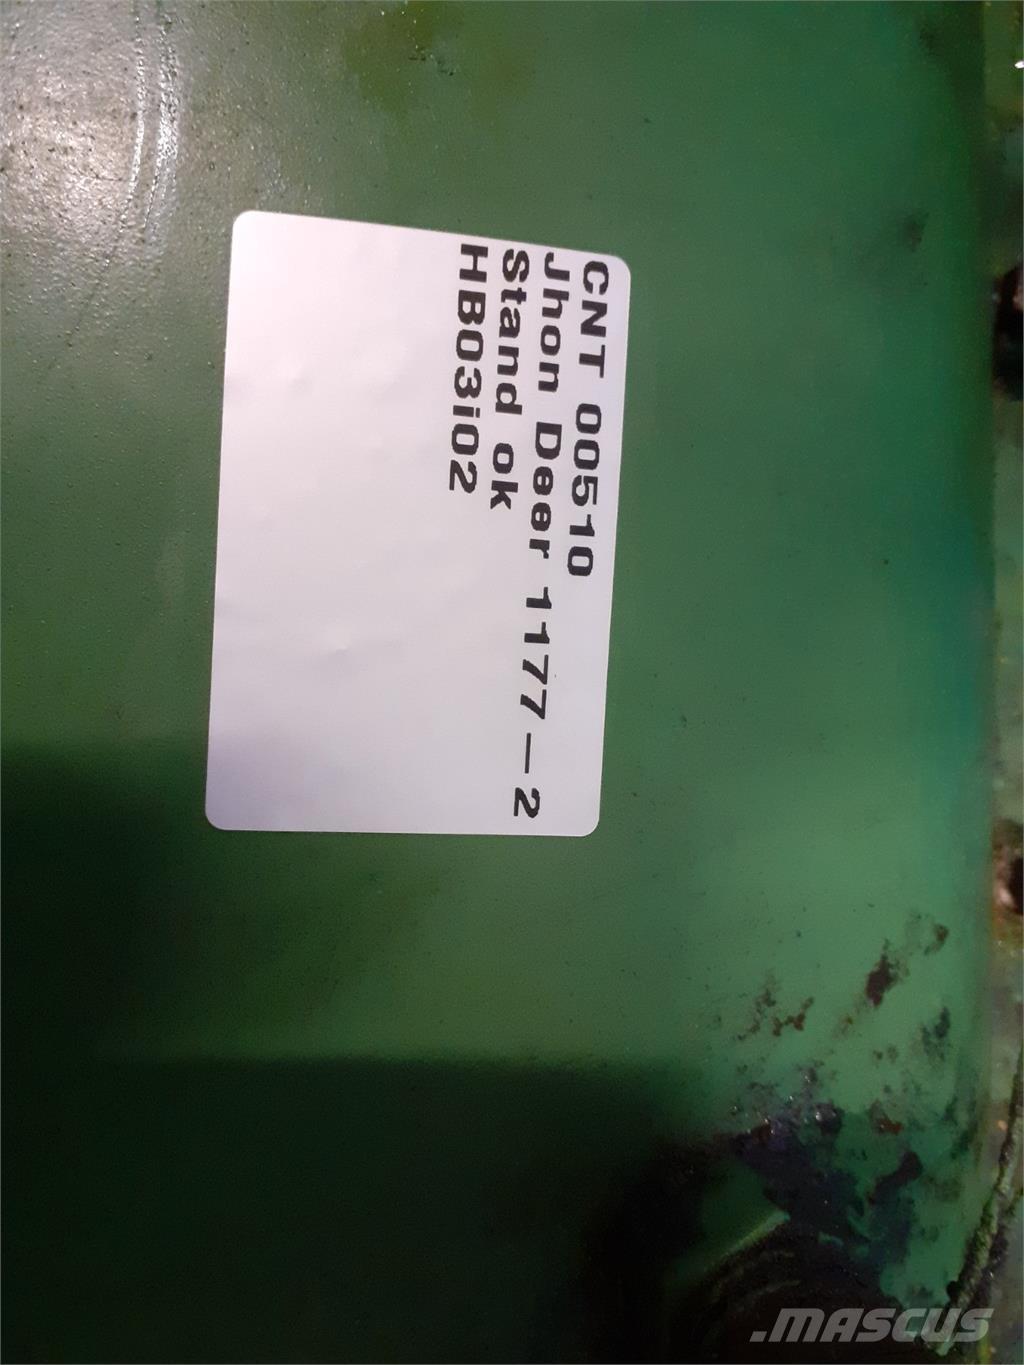 CNT 00510
Jhon Deer 1177-2
Stand ok
HB03i02
.MASCUS